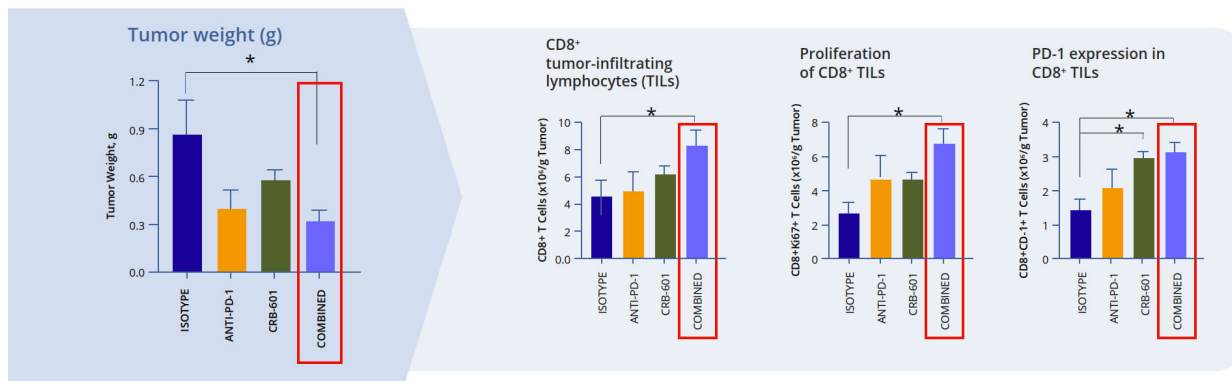 Tumor weight (g)
*
Tumor Weight, g
1.2
0.9
0.6
0.3
0.0
ISOTYPE
ANTI-PD-1
CRB-601
COMBINED
CD8⁺
tumor-infiltrating
lymphocytes (TILs)
*
CD8+ T Cells (x10⁶/g Tumor)
10
8
6
4
2
0.0
ISOTYPE
ANTI-PD-1
CRB-601
COMBINED
Proliferation
of CD8⁺ TILs
*
CD8+Ki67+ T Cells (x10⁶/g Tumor)
8
6
4
2
0
ISOTYPE
ANTI-PD-1
CRB-601
COMBINED
PD-1 expression in
CD8⁺ TILs
*
*
CD8+CD-1+ T Cells (x10⁶/g Tumor)
4
3
2
1
0
ISOTYPE
ANTI-PD-1
CRB-601
COMBINED